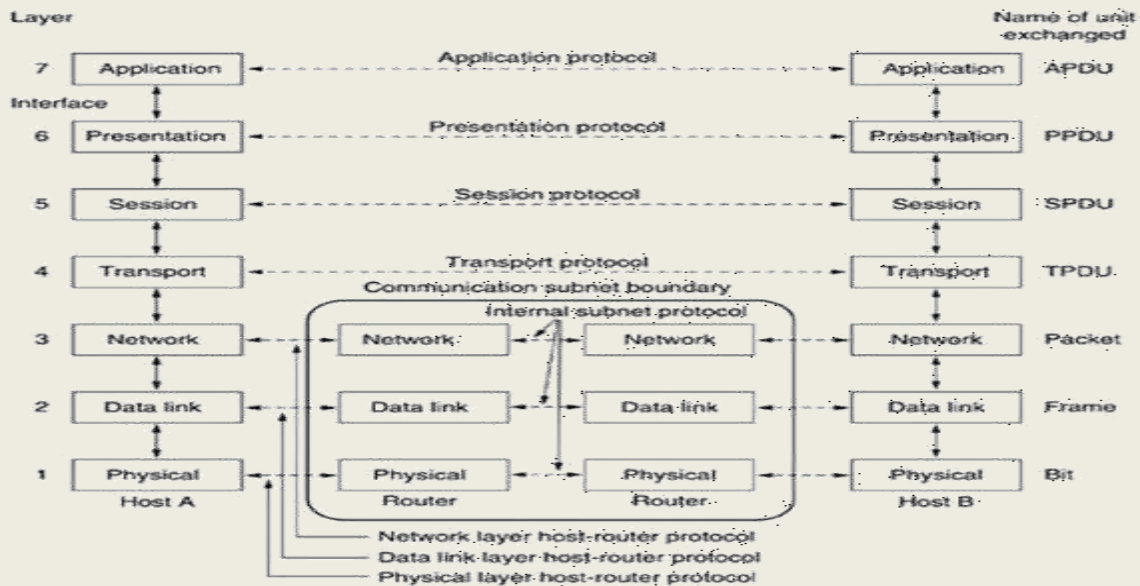 Layer
Name of unit exchanged
7 Application Application protocol Application APDU
Interface
6 Presentation Presentation protocol Presentation PPDU
5 Session Session protocol Session SPDU
4 Transport Transport protocol Transport TPDU
Communication subnet boundary
Internal subnet protocol
3 Network Network Network Network Packet
2 Data link Data link Data link Data link Frame
1 Physical Physical Physical Physical Bit
Host A Router Router Host B
Network layer host-router protocol
Data link layer host-router protocol
Physical layer host-router protocol